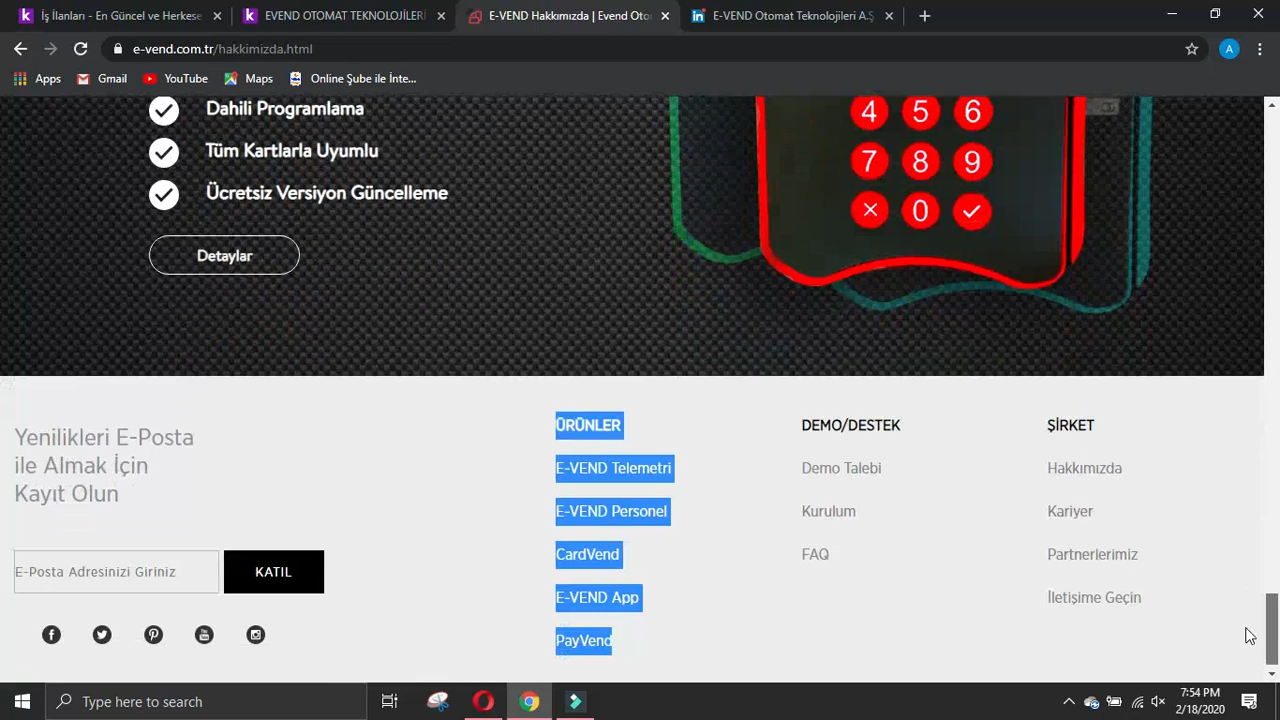 İş İlanları - En Güncel ve Herkese
EVEND OTOMAT TEKNOLOJİLERİ
E-VEND Hakkımızda | Evend Oto
E-VEND Otomat Teknolojileri A.Ş
e-vend.com.tr/hakkimizda.html
A
Apps
Gmail
YouTube
Maps
Online Şube ile İnte...
Dahili Programlama
Tüm Kartlarla Uyumlu
Ücretsiz Versiyon Güncelleme
Detaylar
4 5 6
7 8 9
0
Yenilikleri E-Posta
ile Almak İçin
Kayıt Olun
E-Posta Adresinizi Giriniz
KATIL
ÜRÜNLER
E-VEND Telemetri
E-VEND Personel
CardVend
E-VEND App
PayVend
DEMO/DESTEK
Demo Talebi
Kurulum
FAQ
ŞİRKET
Hakkımızda
Kariyer
Partnerlerimiz
İletişime Geçin
Type here to search
7:54 PM
2/18/2020